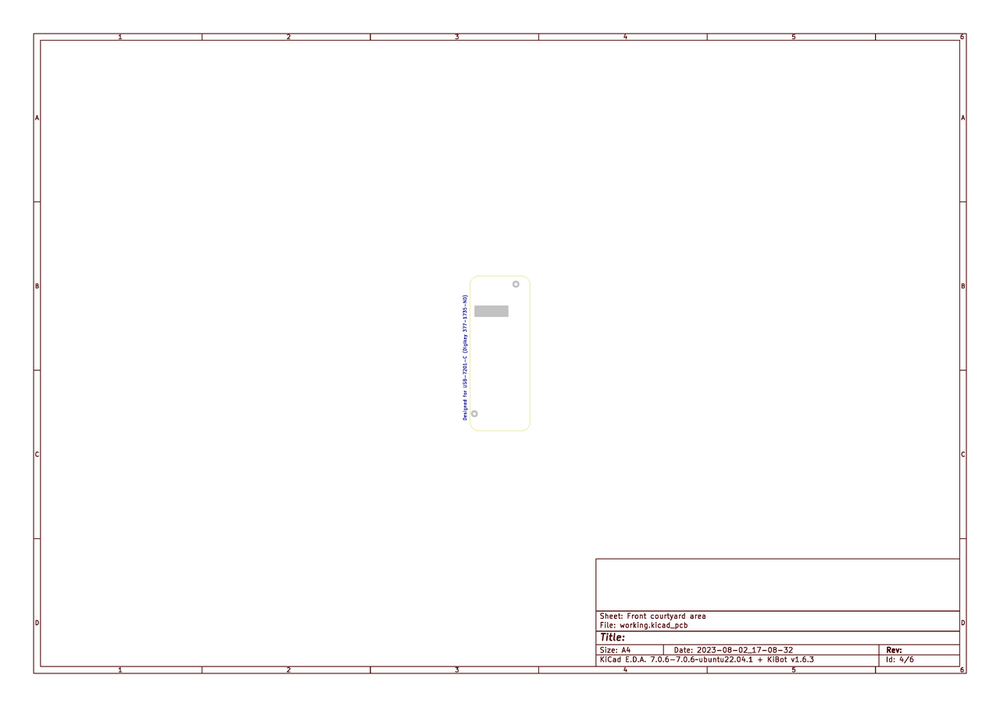 1 2 3 4 5 6
A A
B B
Designed for USB-7201-C (Digikey 377-1735-ND)
C C
D D
Sheet: Front courtyard area
File: working.kicad_pcb
Title:
Size: A4 Date: 2023-08-02_17-08-32 Rev:
KiCad E.D.A. 7.0.6-7.0.6~ubuntu22.04.1 + KiBot v1.6.3 Id: 4/6
1 2 3 4 5 6